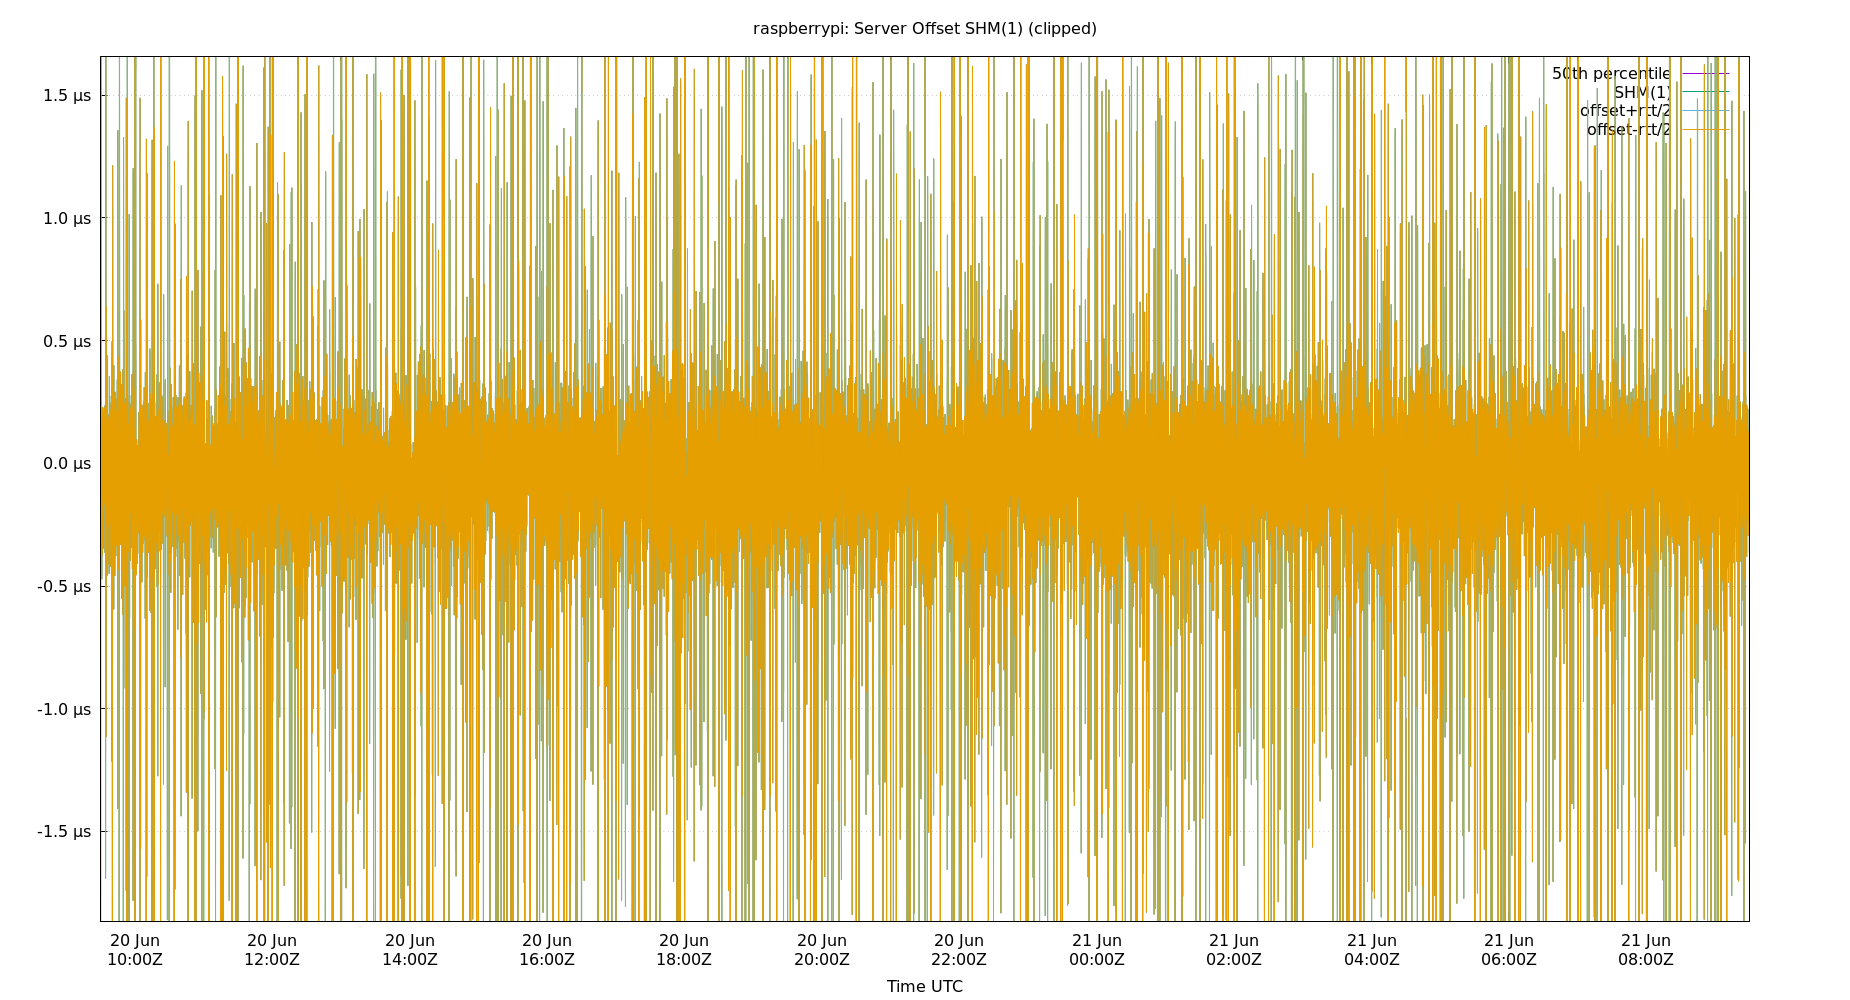 raspberrypi: Server Offset SHM(1) (clipped)
50th percentile
SHM(1)
offset+rtt/2
offset-rtt/2
1.5 µs
1.0 µs
0.5 µs
0.0 µs
-0.5 µs
-1.0 µs
-1.5 µs
20 Jun 20 Jun 20 Jun 20 Jun 20 Jun 20 Jun 20 Jun 21 Jun 21 Jun 21 Jun 21 Jun 21 Jun
10:00Z 12:00Z 14:00Z 16:00Z 18:00Z 20:00Z 22:00Z 00:00Z 02:00Z 04:00Z 06:00Z 08:00Z
Time UTC